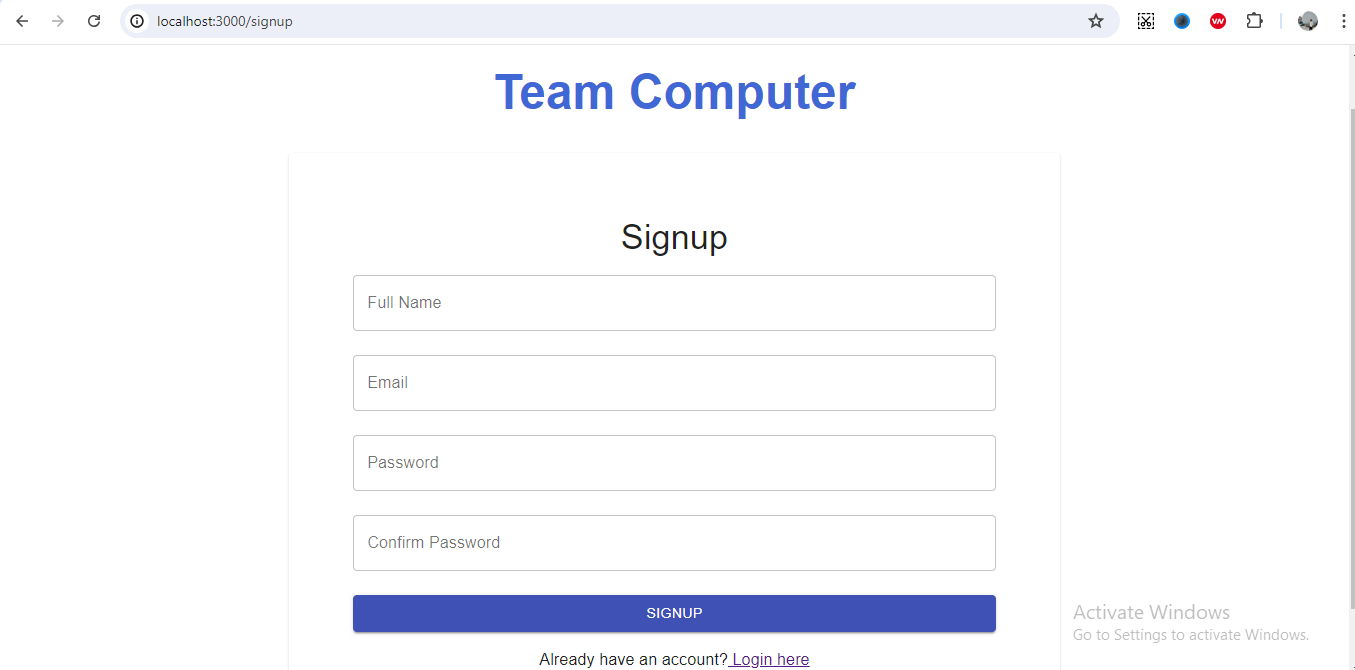 localhost:3000/signup
Team Computer
Signup
Full Name
Email
Password
Confirm Password
SIGNUP
Already have an account? Login here
Activate Windows
Go to Settings to activate Windows.